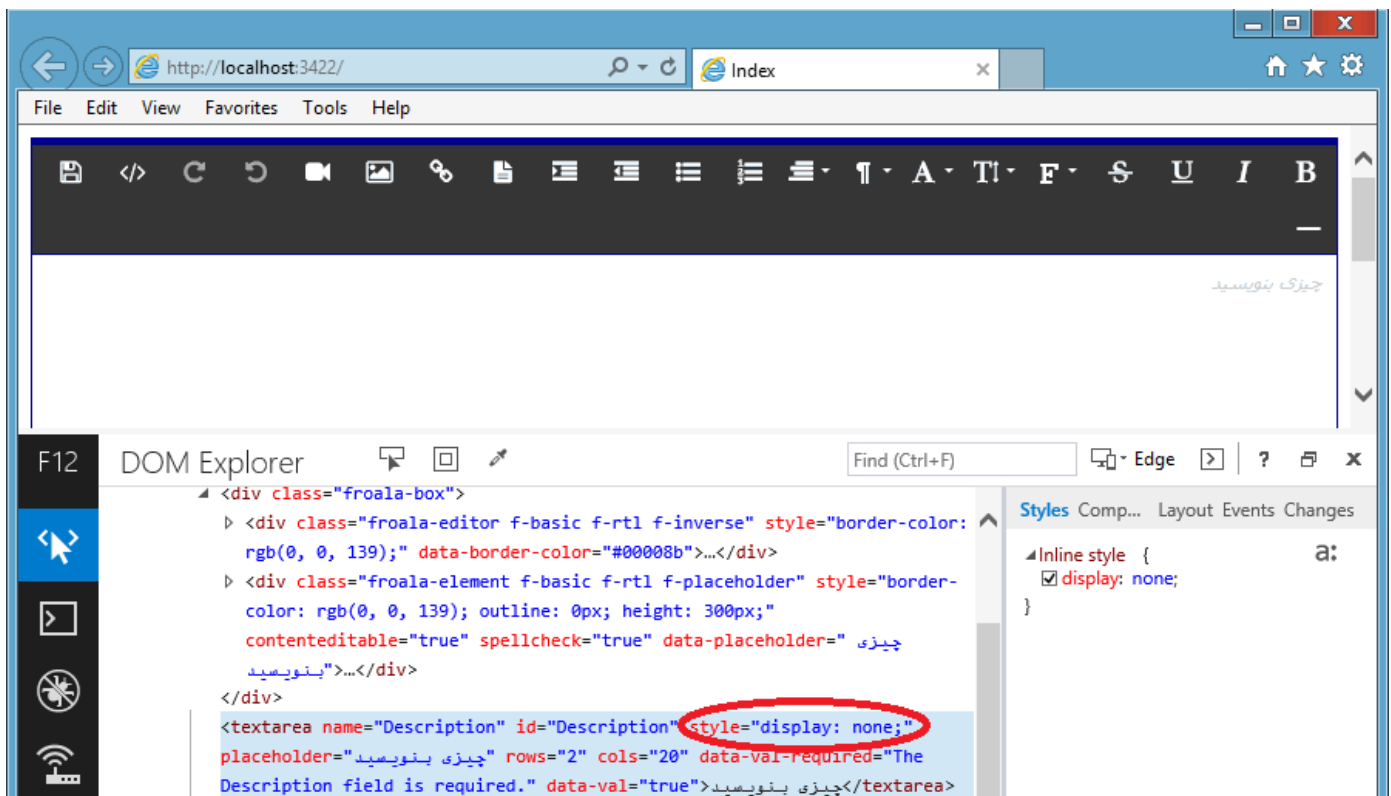 http://localhost:3422/
Index
File Edit View Favorites Tools Help
</> A T F S U I B
چیزی بنویسید
F12 DOM Explorer Find (Ctrl+F) Edge ?
<div class="froala-box">
<div class="froala-editor f-basic f-rtl f-inverse" style="border-color:
rgb(0, 0, 139);" data-border-color="#00008b">…</div>
<div class="froala-element f-basic f-rtl f-placeholder" style="border-
color: rgb(0, 0, 139); outline: 0px; height: 300px;"
contenteditable="true" spellcheck="true" data-placeholder=" چیزی
بنویسید">…</div>
</div>
<textarea name="Description" id="Description" style="display: none;"
placeholder="چیزی بنویسید" rows="2" cols="20" data-val-required="The
Description field is required." data-val="true">چیزی بنویسید</textarea>
Styles Comp... Layout Events Changes
Inline style {
a:
display: none;
}